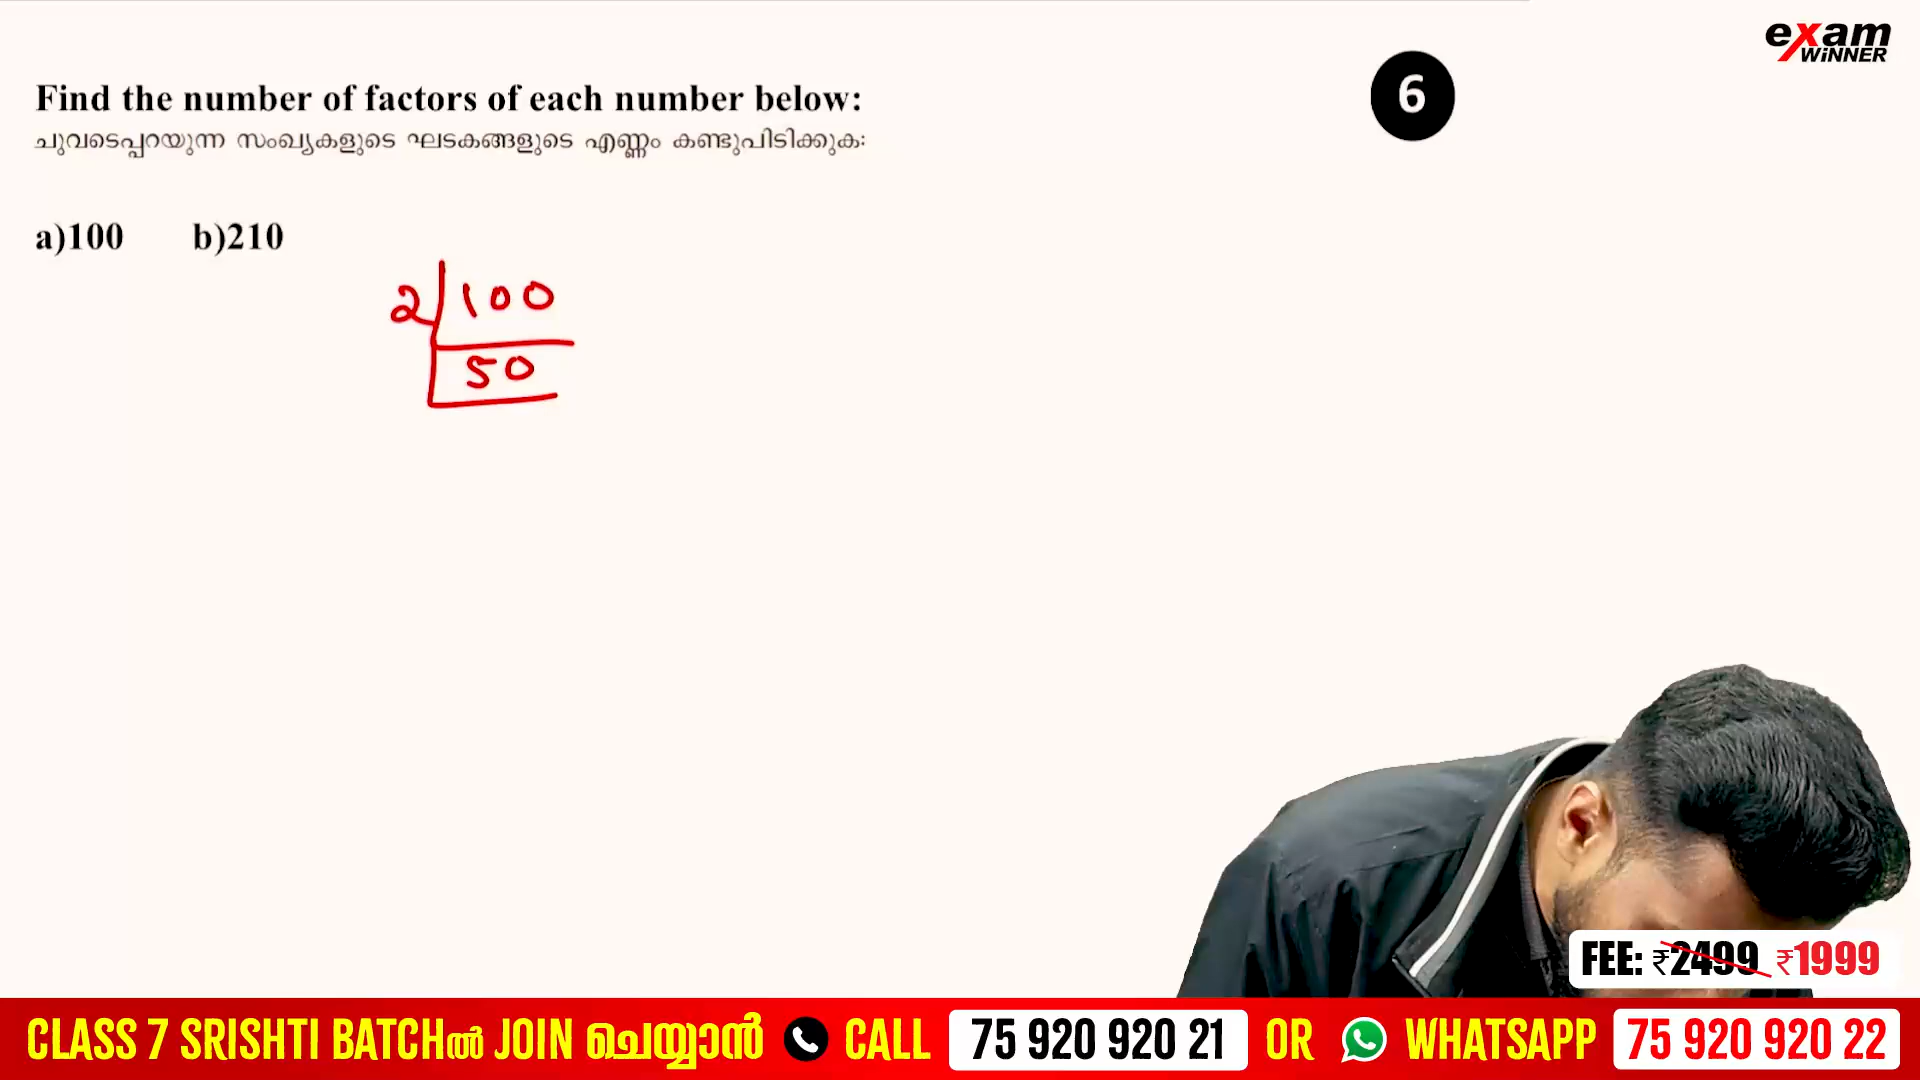 exam
WiNNER
6
Find the number of factors of each number below:
ചുവടെപ്പറയുന്ന സംഖ്യകളുടെ ഘടകങ്ങളുടെ എണ്ണം കണ്ടുപിടിക്കുക:
a)100 b)210
2 100
50
FEE: ₹2499 ₹1999
CLASS 7 SRISHTI BATCHൽ JOIN ചെയ്യാൻ CALL 75 920 920 21 OR WHATSAPP 75 920 920 22